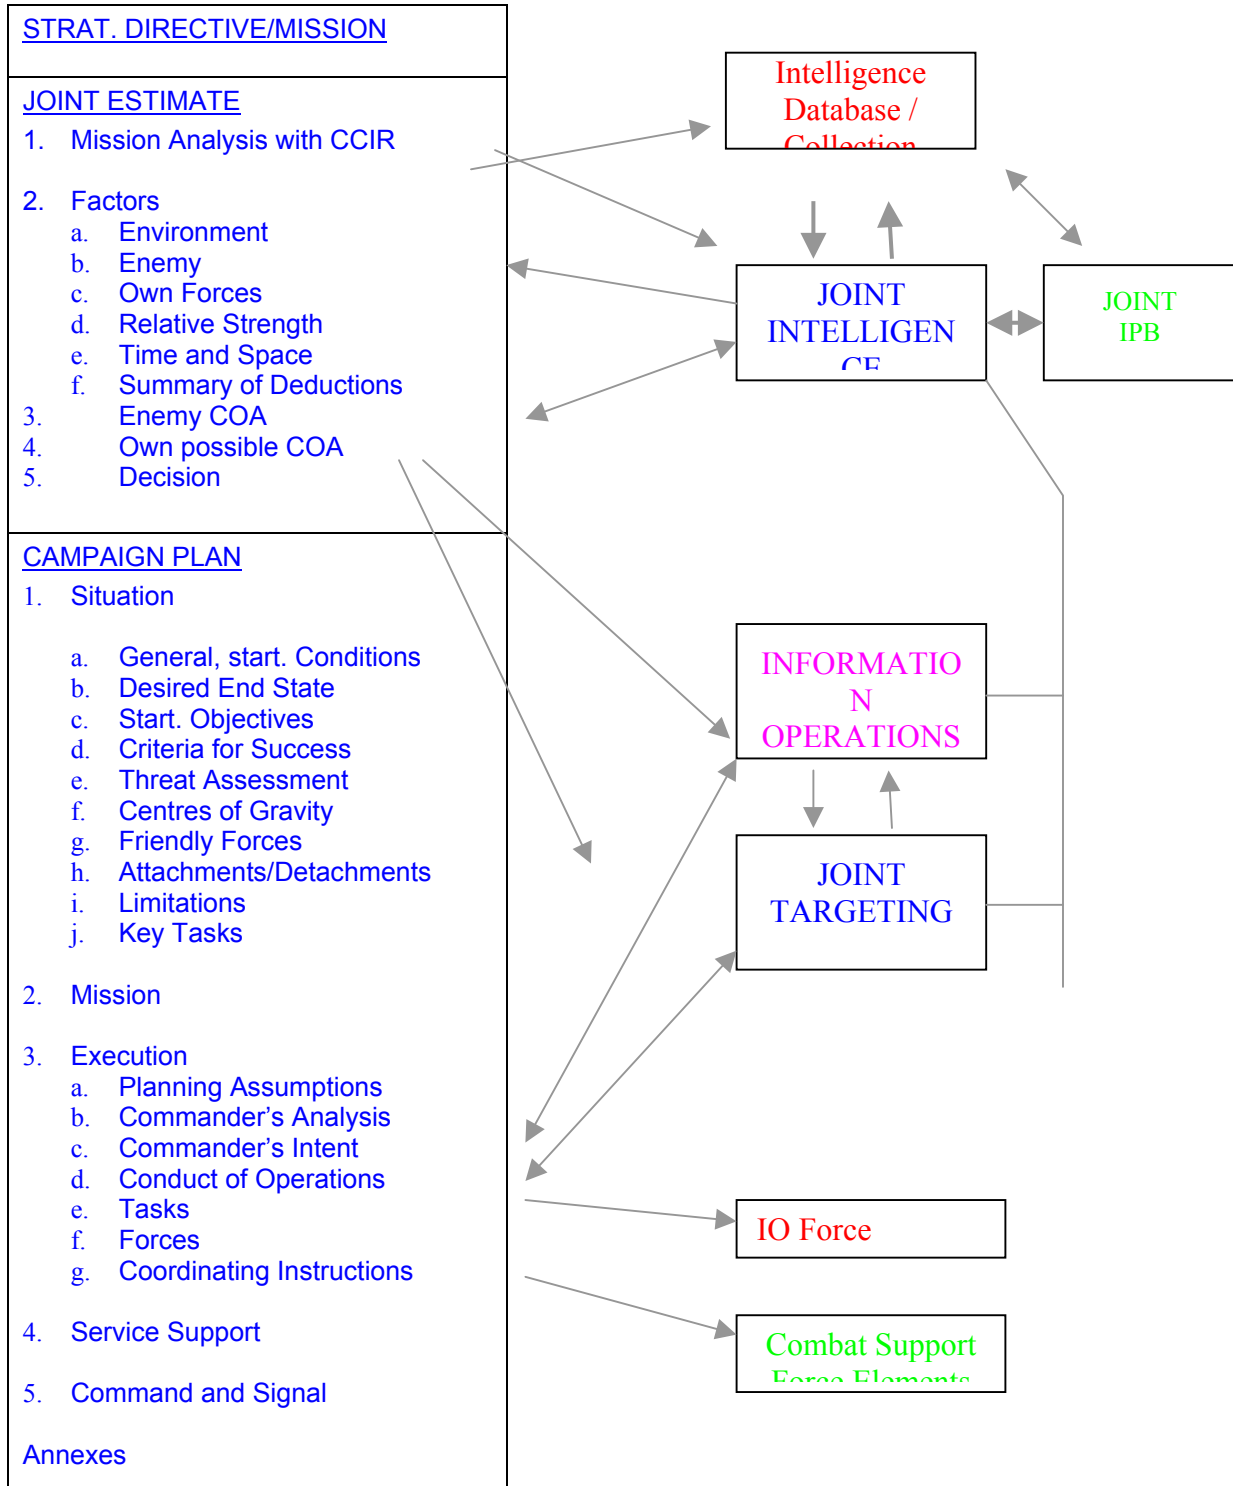 STRAT. DIRECTIVE/MISSION
JOINT ESTIMATE
1. Mission Analysis with CCIR
2. Factors
a. Environment
b. Enemy
c. Own Forces
d. Relative Strength
e. Time and Space
f. Summary of Deductions
3. Enemy COA
4. Own possible COA
5. Decision
CAMPAIGN PLAN
1. Situation
a. General, start. Conditions
b. Desired End State
c. Start. Objectives
d. Criteria for Success
e. Threat Assessment
f. Centres of Gravity
g. Friendly Forces
h. Attachments/Detachments
i. Limitations
j. Key Tasks
2. Mission
3. Execution
a. Planning Assumptions
b. Commander's Analysis
c. Commander's Intent
d. Conduct of Operations
e. Tasks
f. Forces
g. Coordinating Instructions
4. Service Support
5. Command and Signal
Annexes
Intelligence
Database /
Collection
JOINT
INTELLIGEN
CE
JOINT
IPB
INFORMATIO
N
OPERATIONS
JOINT
TARGETING
IO Force
Combat Support
Force Elements